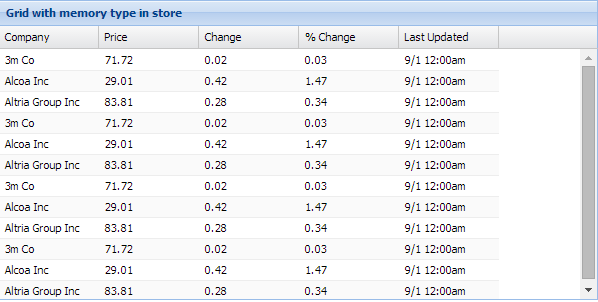 Grid with memory type in store
Company Price Change % Change Last Updated
3m Co 71.72 0.02 0.03 9/1 12:00am
Alcoa Inc 29.01 0.42 1.47 9/1 12:00am
Altria Group Inc 83.81 0.28 0.34 9/1 12:00am
3m Co 71.72 0.02 0.03 9/1 12:00am
Alcoa Inc 29.01 0.42 1.47 9/1 12:00am
Altria Group Inc 83.81 0.28 0.34 9/1 12:00am
3m Co 71.72 0.02 0.03 9/1 12:00am
Alcoa Inc 29.01 0.42 1.47 9/1 12:00am
Altria Group Inc 83.81 0.28 0.34 9/1 12:00am
3m Co 71.72 0.02 0.03 9/1 12:00am
Alcoa Inc 29.01 0.42 1.47 9/1 12:00am
Altria Group Inc 83.81 0.28 0.34 9/1 12:00am